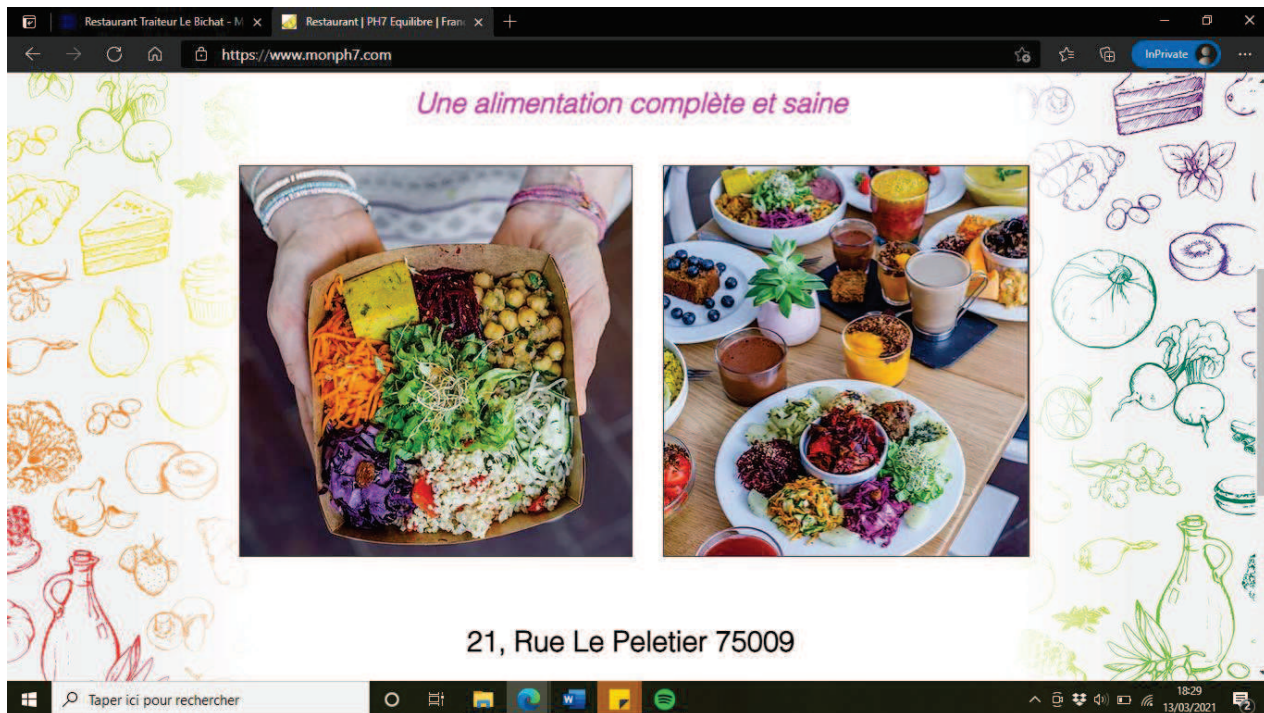 Restaurant Traiteur Le Bichat - M
Restaurant | PH7 Equilibre | Fran
https://www.monph7.com
InPrivate
Une alimentation complète et saine
21, Rue Le Peletier 75009
Taper ici pour rechercher
18:29
13/03/2021
2